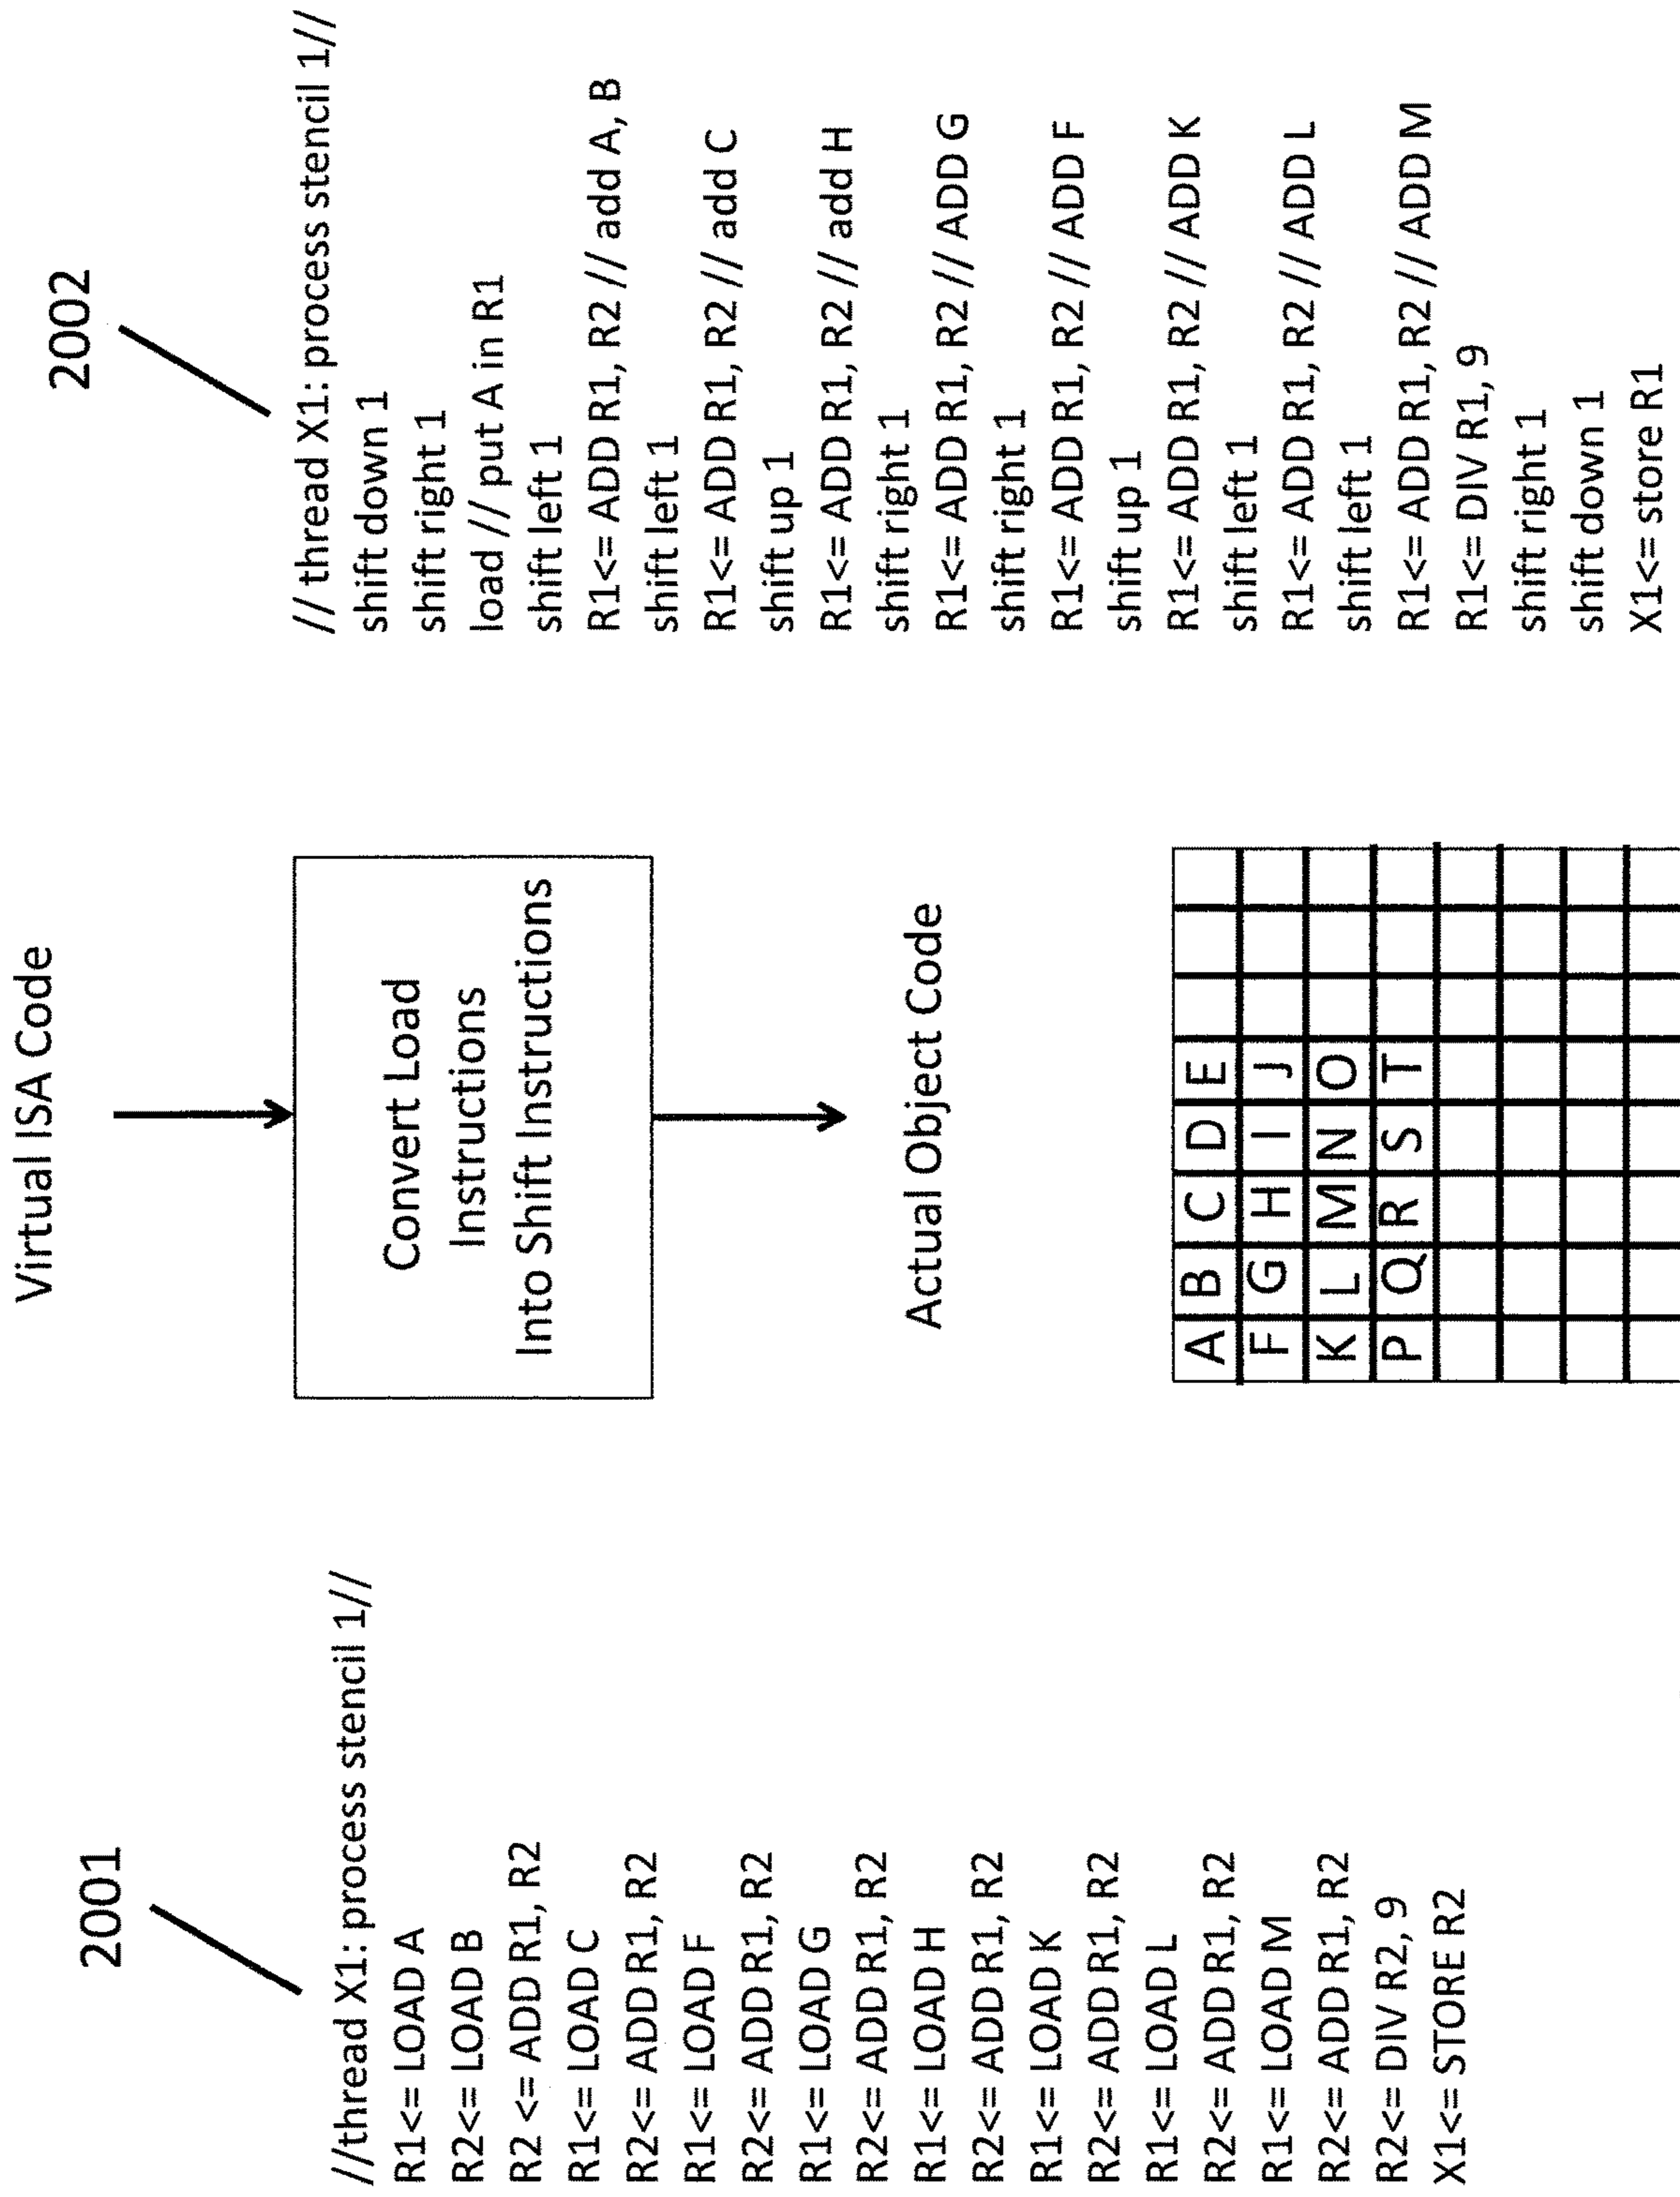 2001
//thread X1: process stencil 1//
R1<= LOAD A
R2<= LOAD B
R2 <= ADD R1, R2
R1<= LOAD C
R2<= ADD R1, R2
R1<= LOAD F
R2<= ADD R1, R2
R1<= LOAD G
R2<= ADD R1, R2
R1<= LOAD H
R2<= ADD R1, R2
R1<= LOAD K
R2<= ADD R1, R2
R1<= LOAD L
R2<= ADD R1, R2
R1<= LOAD M
R2<= ADD R1, R2
R2<= DIV R2, 9
X1<= STORE R2
Virtual ISA Code
Convert Load
Instructions
Into Shift Instructions
Actual Object Code
A B C D E
F G H I J
K L M N O
P Q R S T
2002
// thread X1: process stencil 1//
shift down 1
shift right 1
load // put A in R1
shift left 1
R1<= ADD R1, R2 // add A, B
shift left 1
R1<= ADD R1, R2 // add C
shift up 1
R1<= ADD R1, R2 // add H
shift right 1
R1<= ADD R1, R2 // ADD G
shift right 1
R1<= ADD R1, R2 // ADD F
shift up 1
R1<= ADD R1, R2 // ADD K
shift left 1
R1<= ADD R1, R2 // ADD L
shift left 1
R1<= ADD R1, R2 // ADD M
R1<= DIV R1, 9
shift right 1
shift down 1
X1<= store R1